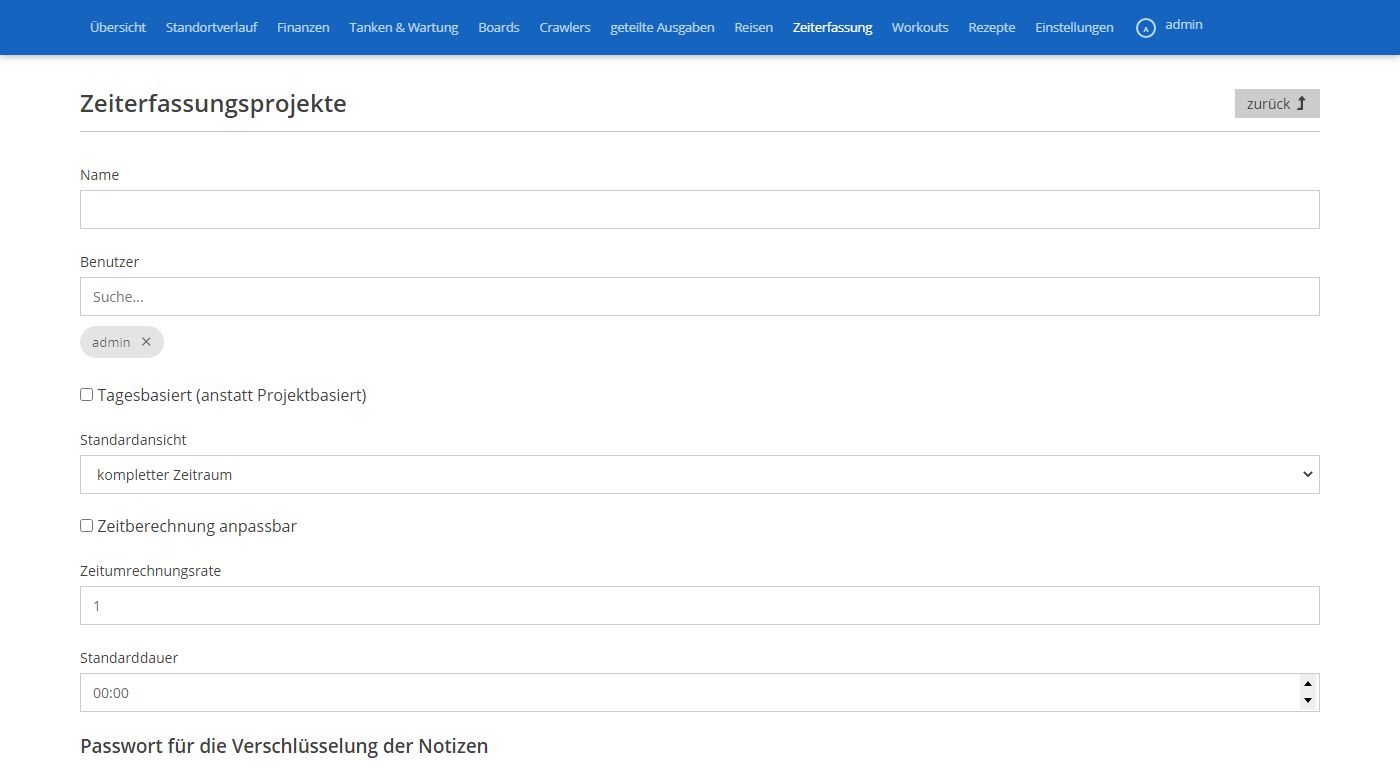 Übersicht Standortverlauf Finanzen Tanken & Wartung Boards Crawlers geteilte Ausgaben Reisen Zeiterfassung Workouts Rezepte Einstellungen A admin
Zeiterfassungsprojekte zurück
Name
Benutzer
Suche...
admin ×
Tagesbasiert (anstatt Projektbasiert)
Standardansicht
kompletter Zeitraum
Zeitberechnung anpassbar
Zeitumrechnungsrate
1
Standarddauer
00:00
Passwort für die Verschlüsselung der Notizen